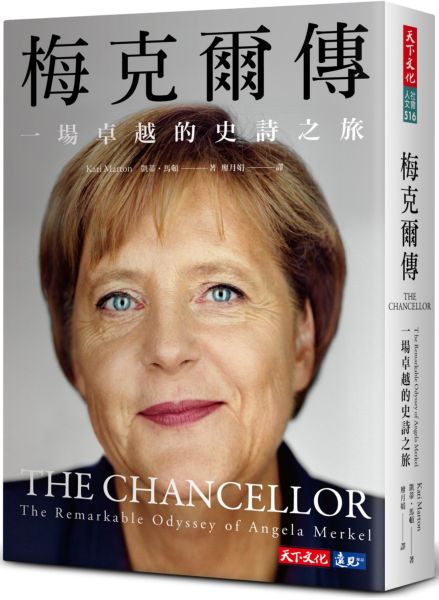 梅克爾傳
一場卓越的史詩之旅
Kati Marton 凱蒂・馬頓——著 廖月娟——譯
THE CHANCELLOR
The Remarkable Odyssey of Angela Merkel
天下文化 遠見
天下文化
社會人文
516
梅克爾傳
THE
CHANCELLOR
The Remarkable Odyssey of Angela Merkel
一場卓越的史詩之旅
Kati Marton
凱蒂・馬頓——著
廖月娟——譯